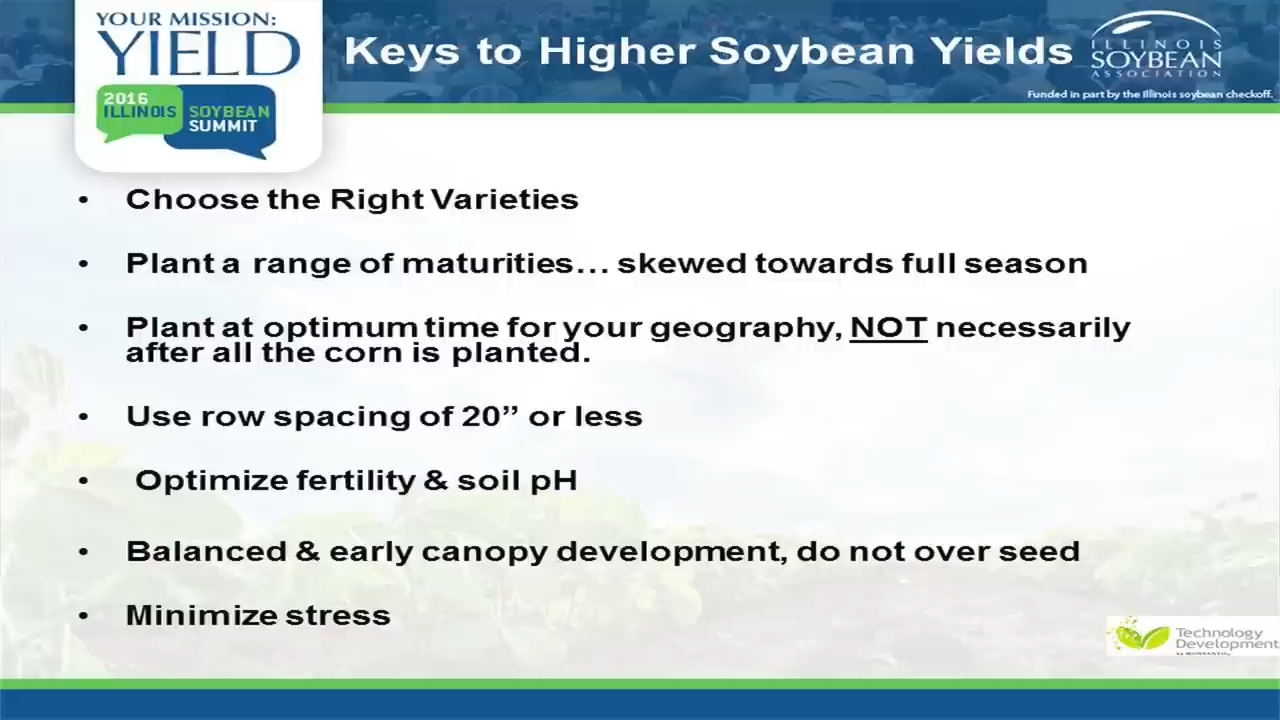 YOUR MISSION:
YIELD
2016
ILLINOIS SOYBEAN
SUMMIT
Keys to Higher Soybean Yields
ILLINOIS
SOYBEAN
ASSOCIATION
Funded in part by the Illinois soybean checkoff.
• Choose the Right Varieties
• Plant a range of maturities… skewed towards full season
• Plant at optimum time for your geography, NOT necessarily
after all the corn is planted.
• Use row spacing of 20” or less
• Optimize fertility & soil pH
• Balanced & early canopy development, do not over seed
• Minimize stress
Technology
Development
by MONSANTO